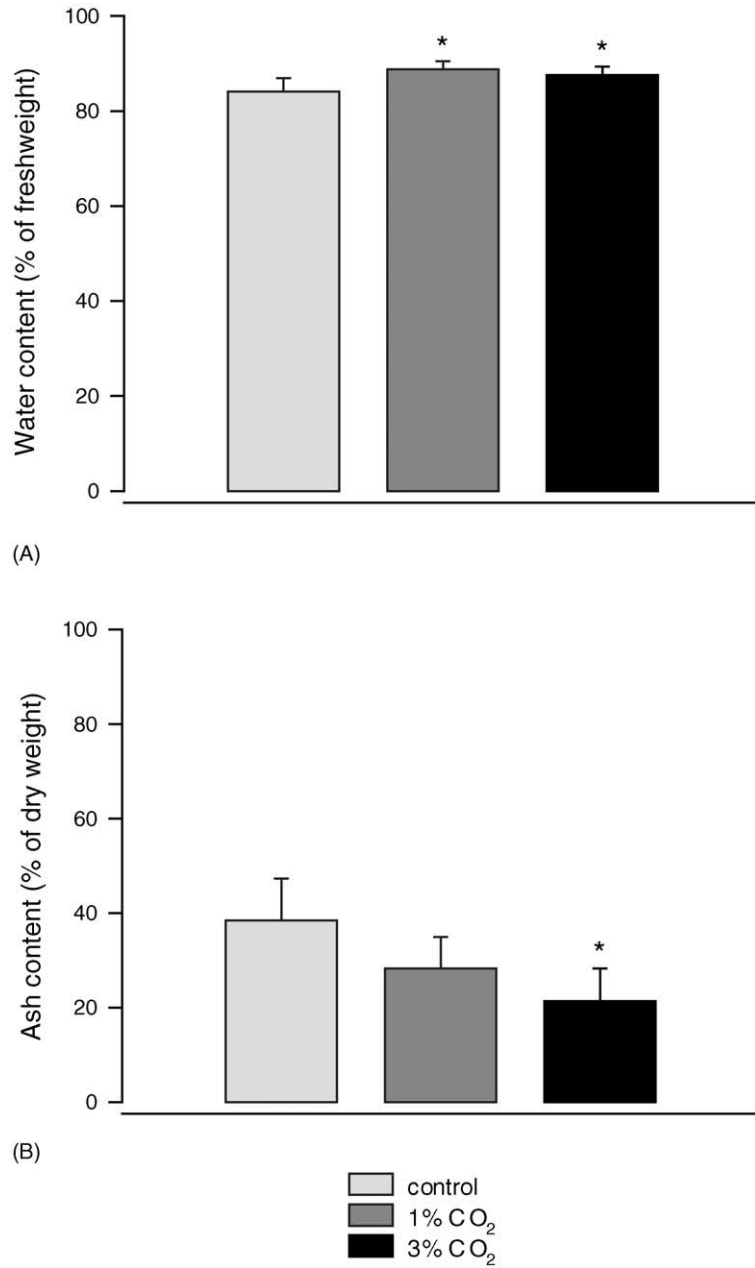 100
80
60
40
20
0
Water content (% of freshweight)
*
*
(A)
100
80
60
40
20
0
Ash content (% of dry weight)
*
(B)
control
1% CO₂
3% CO₂